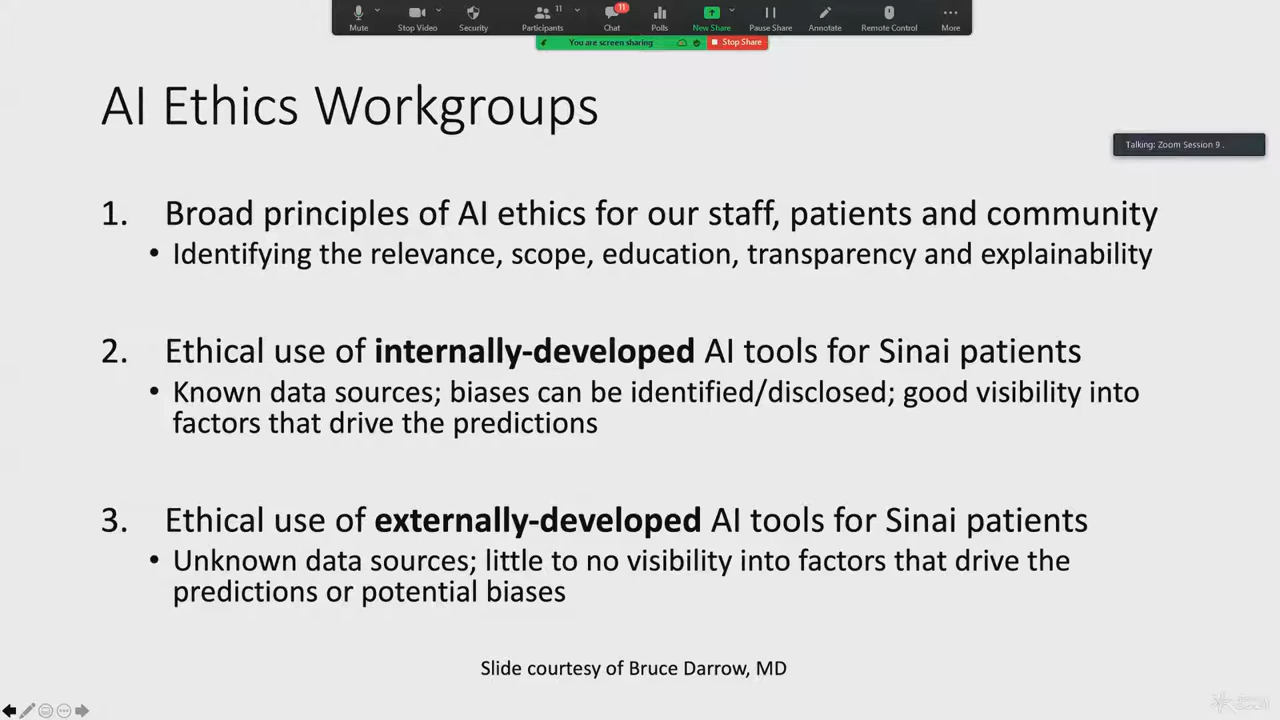 Mute
Stop Video
Security
Participants
11
Chat
11
Polls
New Share
Pause Share
Annotate
Remote Control
More
You are screen sharing
Stop Share
AI Ethics Workgroups
Talking: Zoom Session 9 .
1. Broad principles of AI ethics for our staff, patients and community
• Identifying the relevance, scope, education, transparency and explainability
2. Ethical use of internally-developed AI tools for Sinai patients
• Known data sources; biases can be identified/disclosed; good visibility into
factors that drive the predictions
3. Ethical use of externally-developed AI tools for Sinai patients
• Unknown data sources; little to no visibility into factors that drive the
predictions or potential biases
Slide courtesy of Bruce Darrow, MD